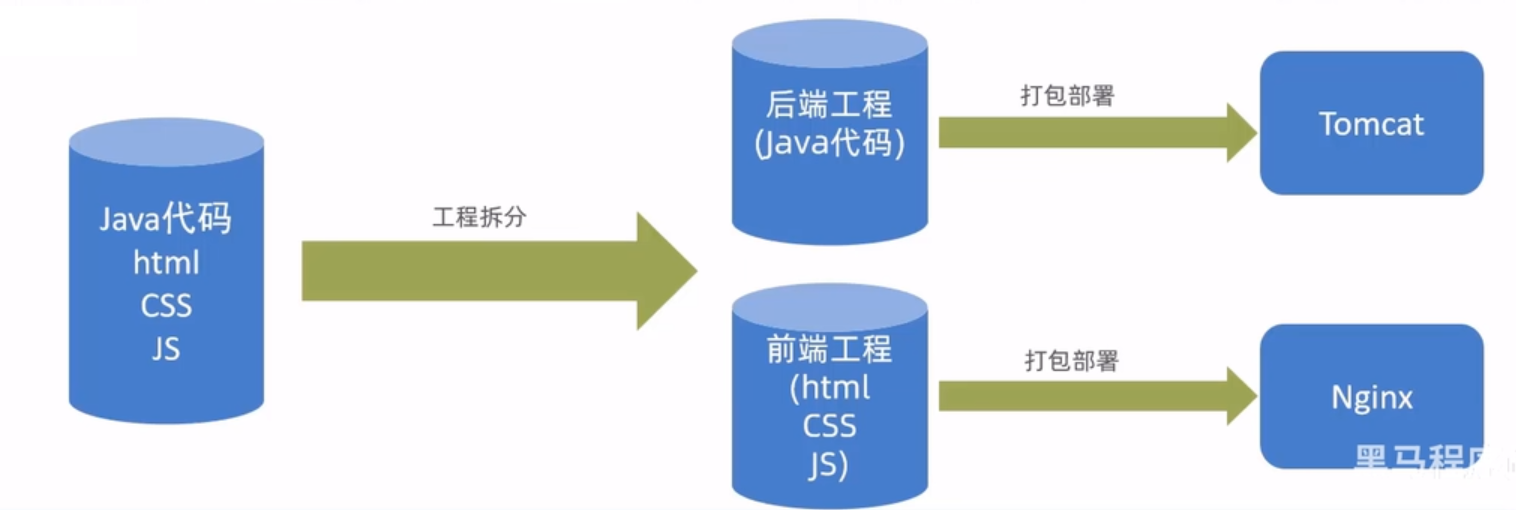 Java代码
html
CSS
JS
工程拆分
后端工程
(Java代码)
打包部署
Tomcat
前端工程
(html
CSS
JS)
打包部署
Nginx
黑马程序